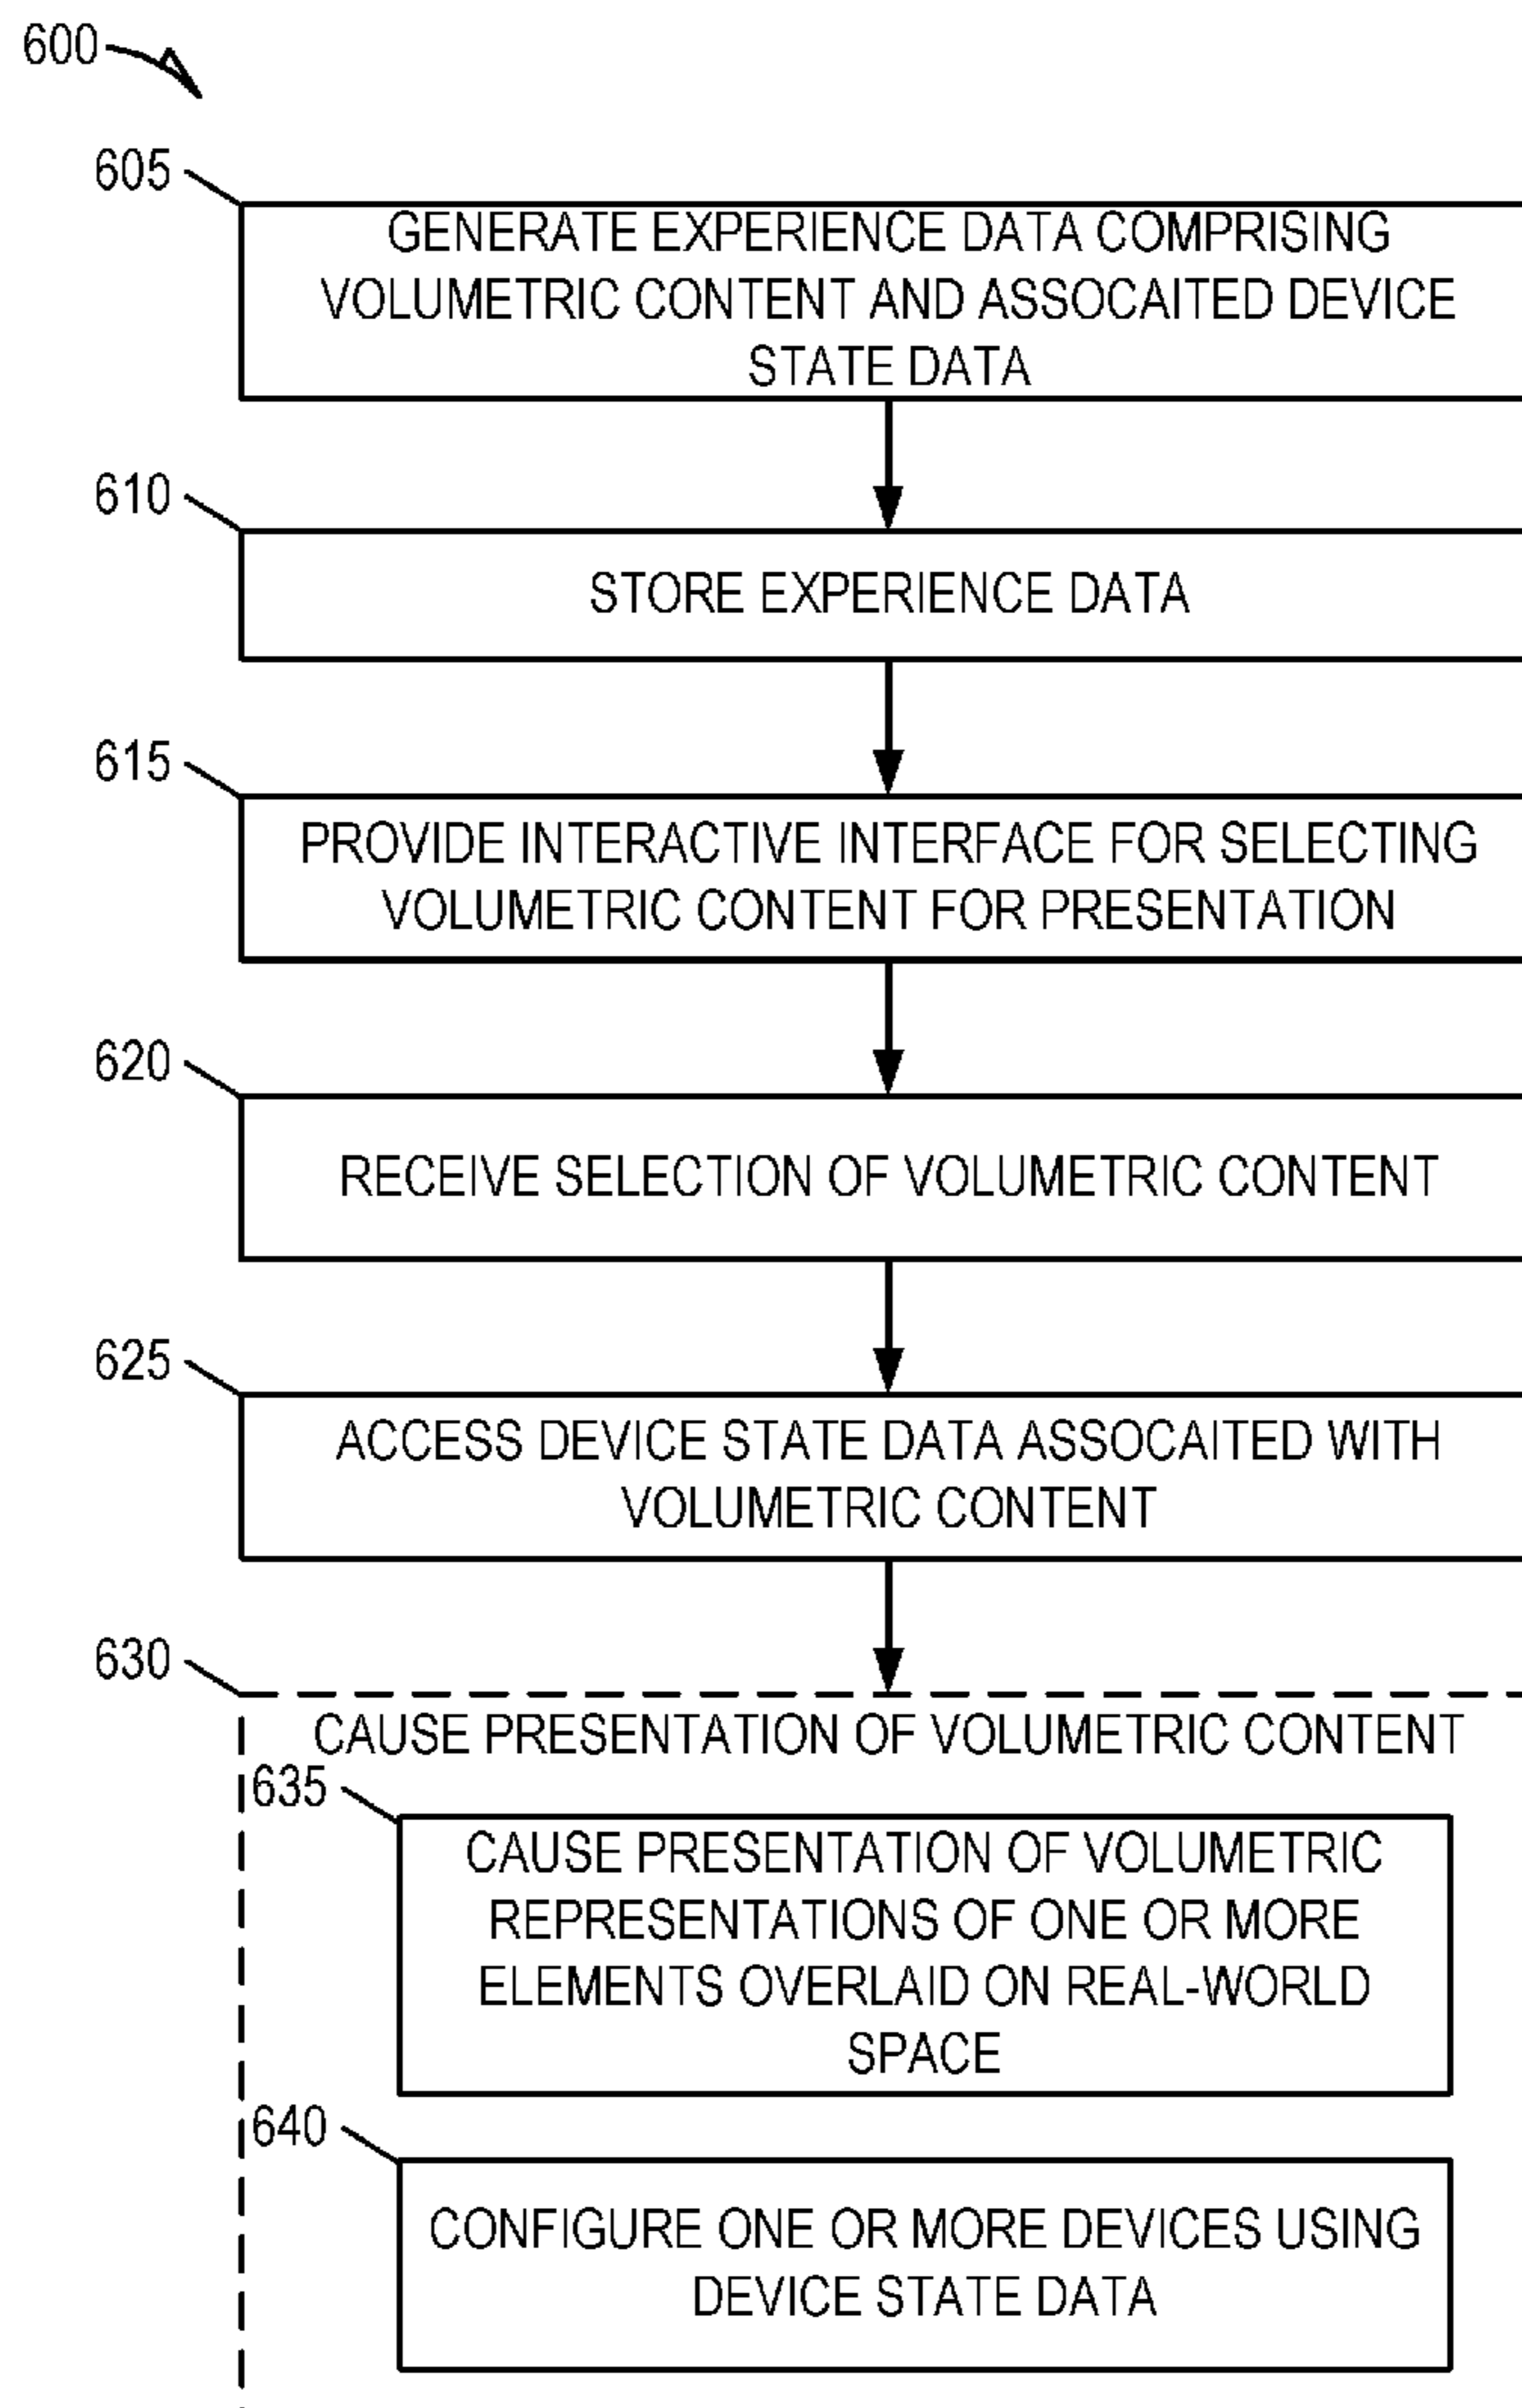 600
605
GENERATE EXPERIENCE DATA COMPRISING
VOLUMETRIC CONTENT AND ASSOCAITED DEVICE
STATE DATA
610
STORE EXPERIENCE DATA
615
PROVIDE INTERACTIVE INTERFACE FOR SELECTING
VOLUMETRIC CONTENT FOR PRESENTATION
620
RECEIVE SELECTION OF VOLUMETRIC CONTENT
625
ACCESS DEVICE STATE DATA ASSOCAITED WITH
VOLUMETRIC CONTENT
630
CAUSE PRESENTATION OF VOLUMETRIC CONTENT
635
CAUSE PRESENTATION OF VOLUMETRIC
REPRESENTATIONS OF ONE OR MORE
ELEMENTS OVERLAID ON REAL-WORLD
SPACE
640
CONFIGURE ONE OR MORE DEVICES USING
DEVICE STATE DATA